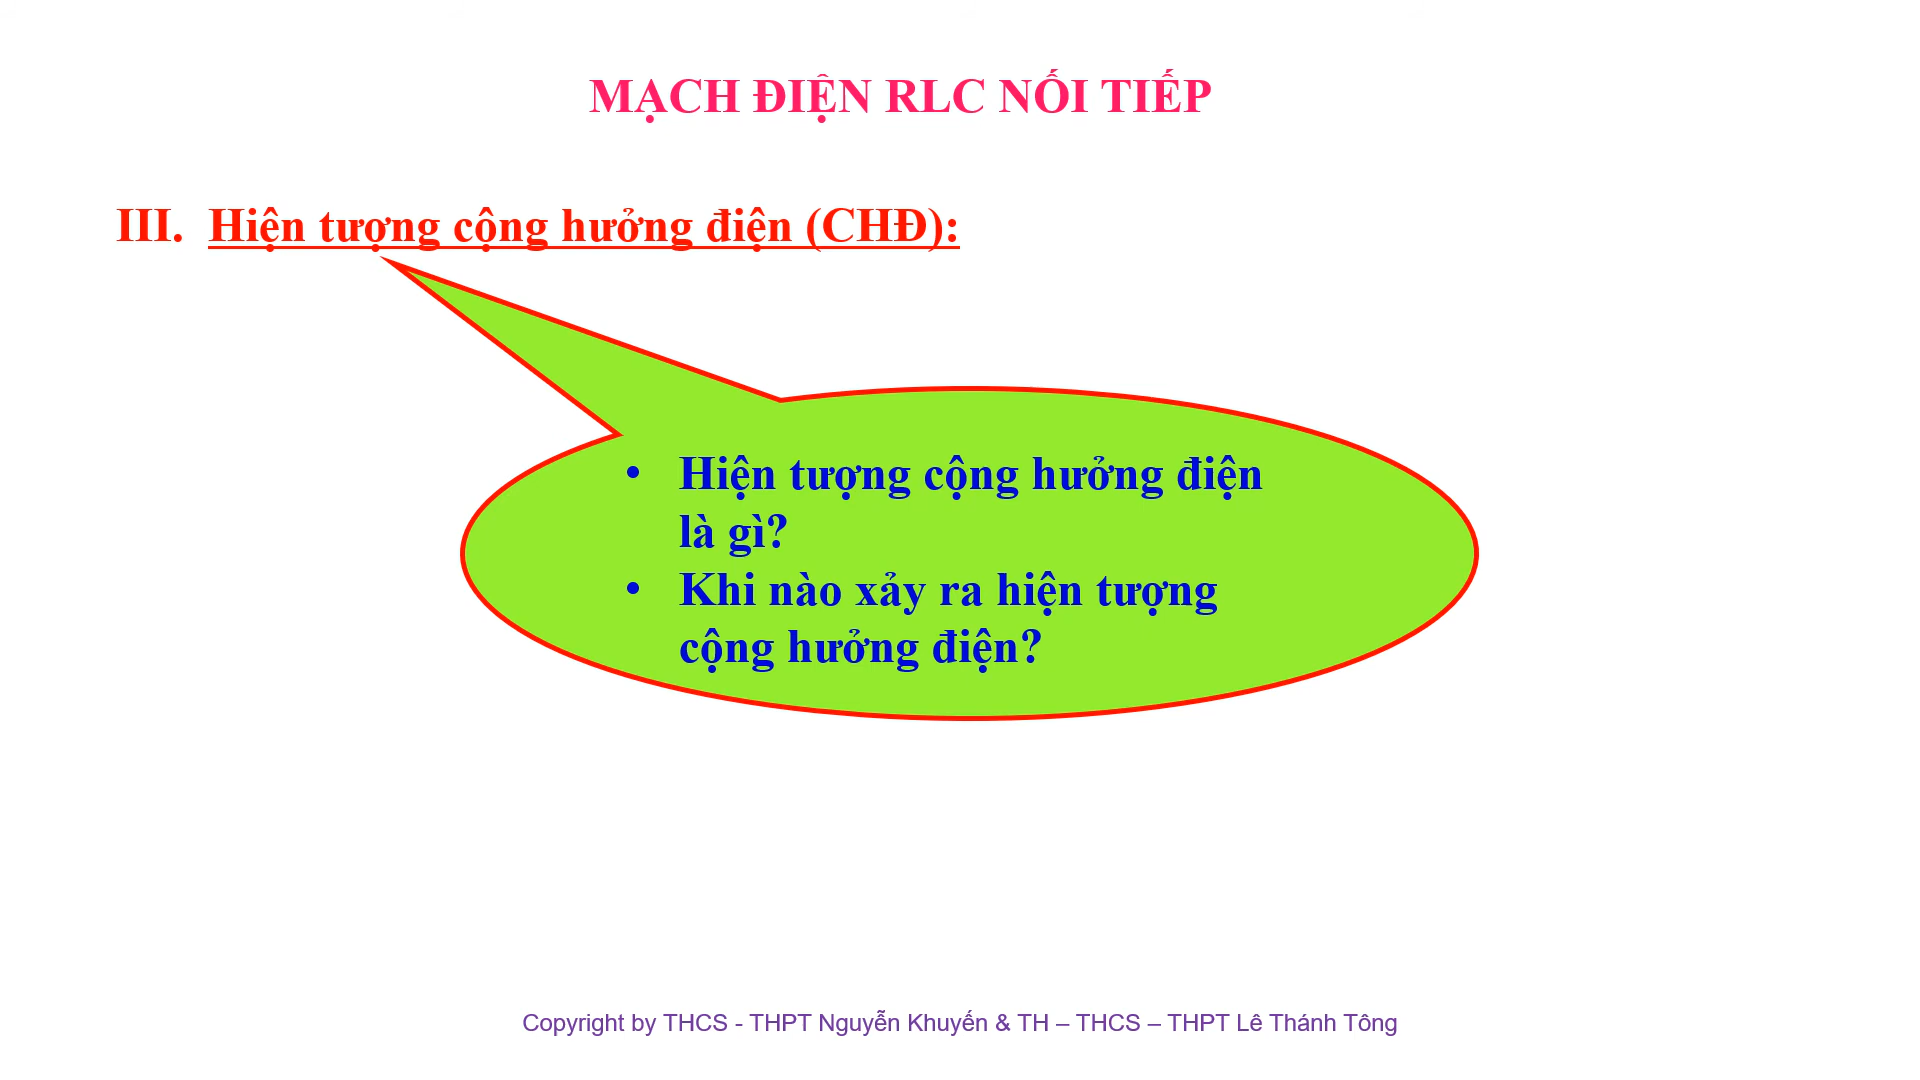 MẠCH ĐIỆN RLC NỐI TIẾP
III. Hiện tượng cộng hưởng điện (CHĐ):
• Hiện tượng cộng hưởng điện
là gì?
• Khi nào xảy ra hiện tượng
cộng hưởng điện?
Copyright by THCS - THPT Nguyễn Khuyến & TH – THCS – THPT Lê Thánh Tông